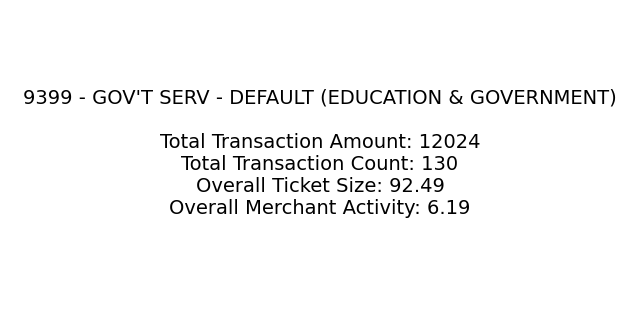 9399 - GOV'T SERV - DEFAULT (EDUCATION & GOVERNMENT)
Total Transaction Amount: 12024
Total Transaction Count: 130
Overall Ticket Size: 92.49
Overall Merchant Activity: 6.19